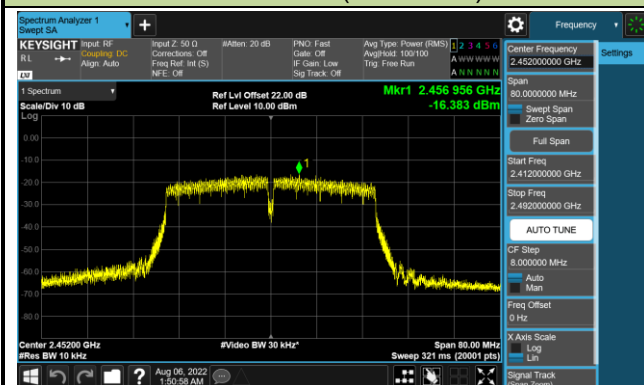 Spectrum Analyzer 1
Swept SA
Frequency
KEYSIGHT
Input: RF
Input Z: 50 Ω
#Atten: 20 dB
PNO: Fast
Avg Type: Power (RMS)
1 2 3 4 5 6
RL
Coupling: DC
Corrections: Off
Gate: Off
Avg|Hold: 100/100
A W W W W W
Align: Auto
Freq Ref: Int (S)
IF Gain: Low
Trig: Free Run
NFE: Off
Sig Track: Off
A N N N N N
LXI
1 Spectrum
Scale/Div 10 dB
Ref Lvl Offset 22.00 dB
Ref Level 10.00 dBm
Mkr1 2.456 956 GHz
-16.383 dBm
Log
0.00
-10.0
-20.0
-30.0
-40.0
-50.0
-60.0
-70.0
-80.0
1
Center 2.45200 GHz
#Video BW 30 kHz*
Span 80.00 MHz
#Res BW 10 kHz
Sweep 321 ms (20001 pts)
Aug 06, 2022
1:50:58 AM
Center Frequency
2.452000000 GHz
Settings
Span
80.0000000 MHz
Swept Span
Zero Span
Full Span
Start Freq
2.412000000 GHz
Stop Freq
2.492000000 GHz
AUTO TUNE
CF Step
8.000000 MHz
Auto
Man
Freq Offset
0 Hz
X Axis Scale
Log
Lin
Signal Track
(Span Zoom)